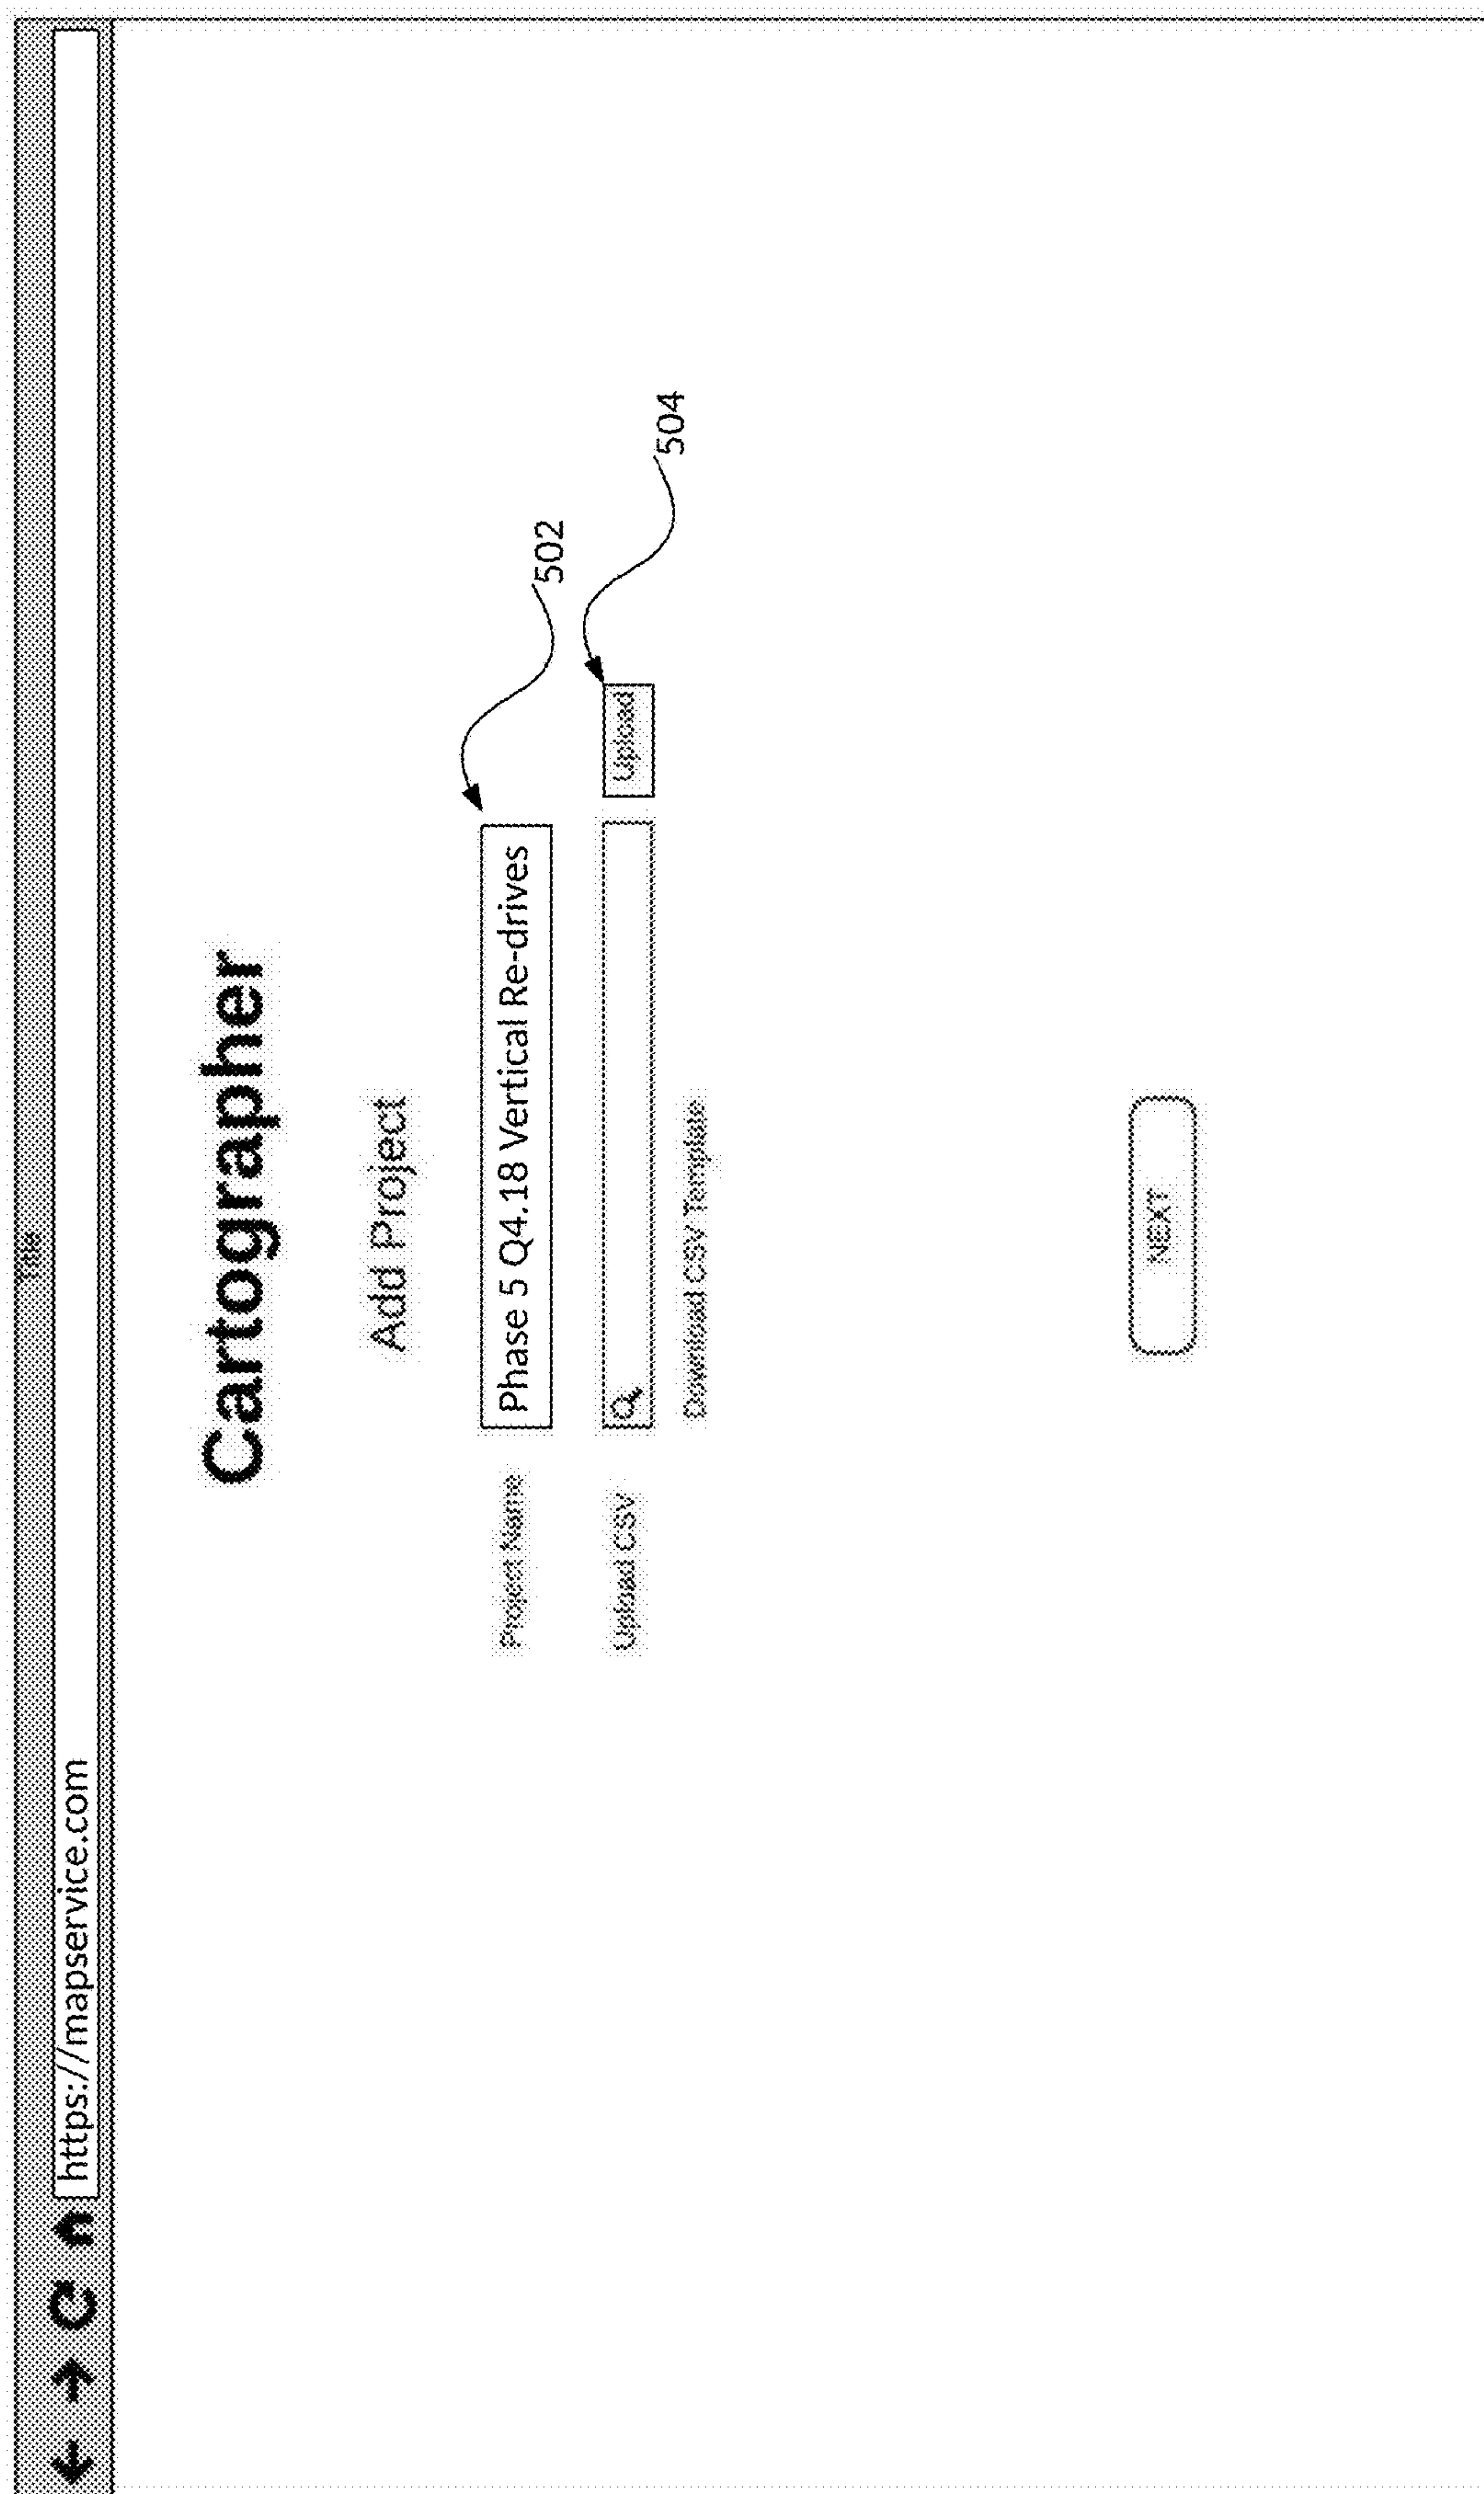 Title
https://mapservice.com
Cartographer
Add Project
Project Name Phase 5 Q4.18 Vertical Re-drives
502
Upload CSV Upload
504
Download CSV Template
NEXT